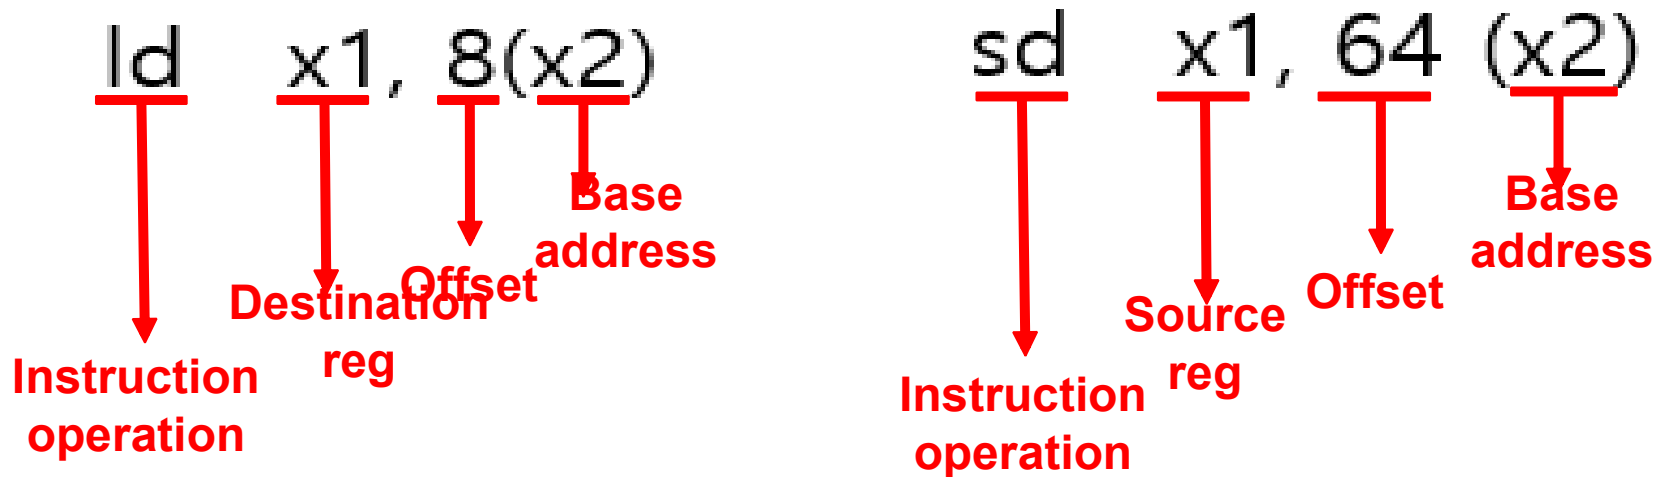 ld x1, 8(x2)
Base
address
Offset
Destination
reg
Instruction
operation
sd x1, 64 (x2)
Base
address
Offset
Source
reg
Instruction
operation